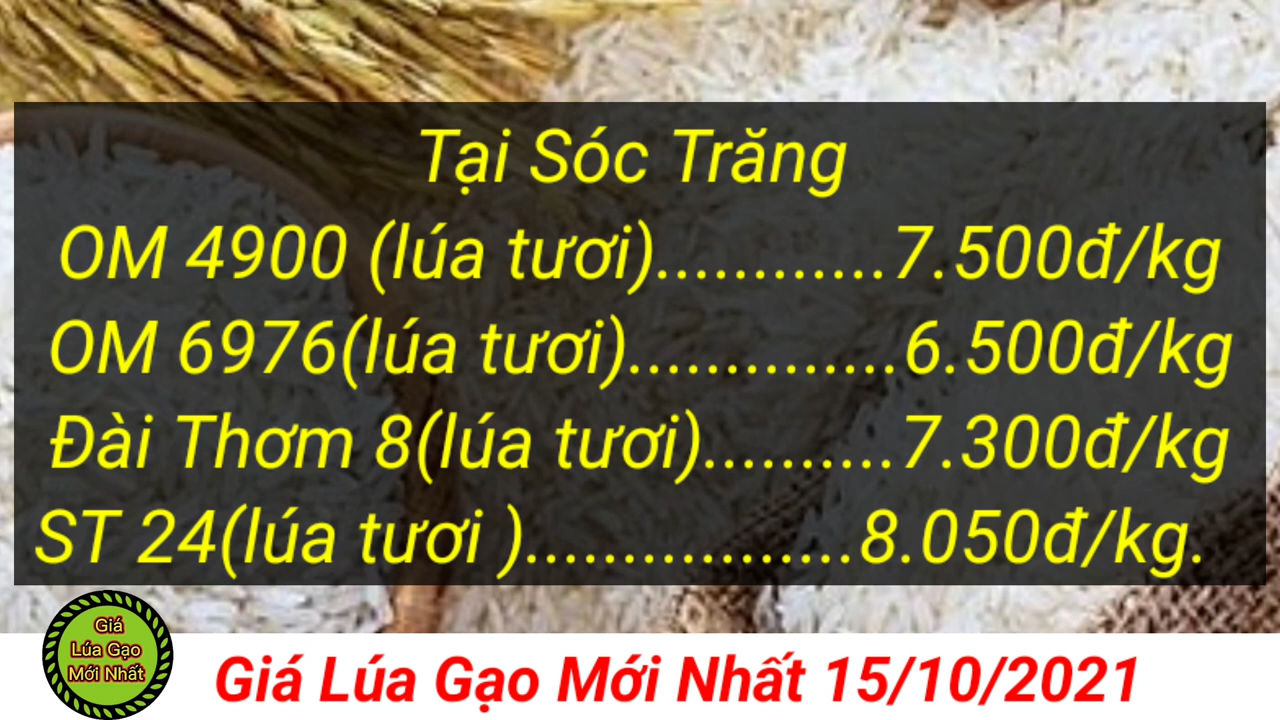 Tại Sóc Trăng
OM 4900 (lúa tươi)............7.500đ/kg
OM 6976(lúa tươi)..............6.500đ/kg
Đài Thơm 8(lúa tươi)..........7.300đ/kg
ST 24(lúa tươi ).................8.050đ/kg.
Giá
Lúa Gạo
Mới Nhất
Giá Lúa Gạo Mới Nhất 15/10/2021